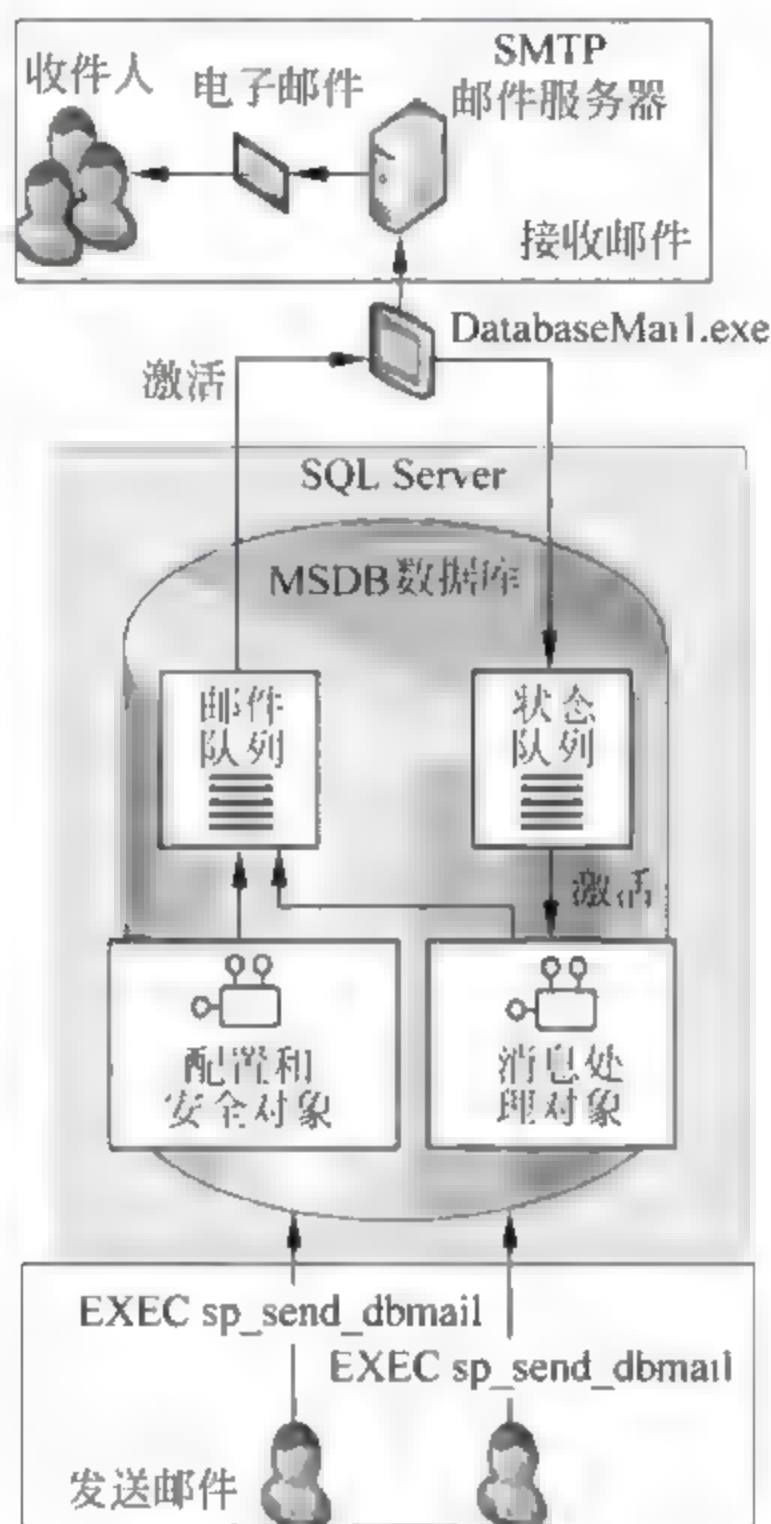 SMTP
收件人
电子邮件
邮件服务器
接收邮件
DatabaseMail.exe
激活
SQL Server
MSDB数据库
邮件
队列
状态
队列
激活
配置和
安全对象
消息处
理对象
EXEC sp_send_dbmail
EXEC sp_send_dbmail
发送邮件